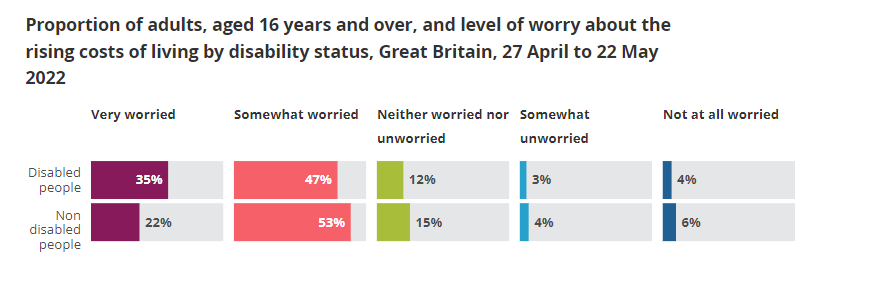 Proportion of adults, aged 16 years and over, and level of worry about the
rising costs of living by disability status, Great Britain, 27 April to 22 May
2022
Very worried
Somewhat worried
Neither worried nor
unworried
Somewhat
unworried
Not at all worried
Disabled
people
35%
47%
12%
3%
4%
Non
disabled
people
22%
53%
15%
4%
6%